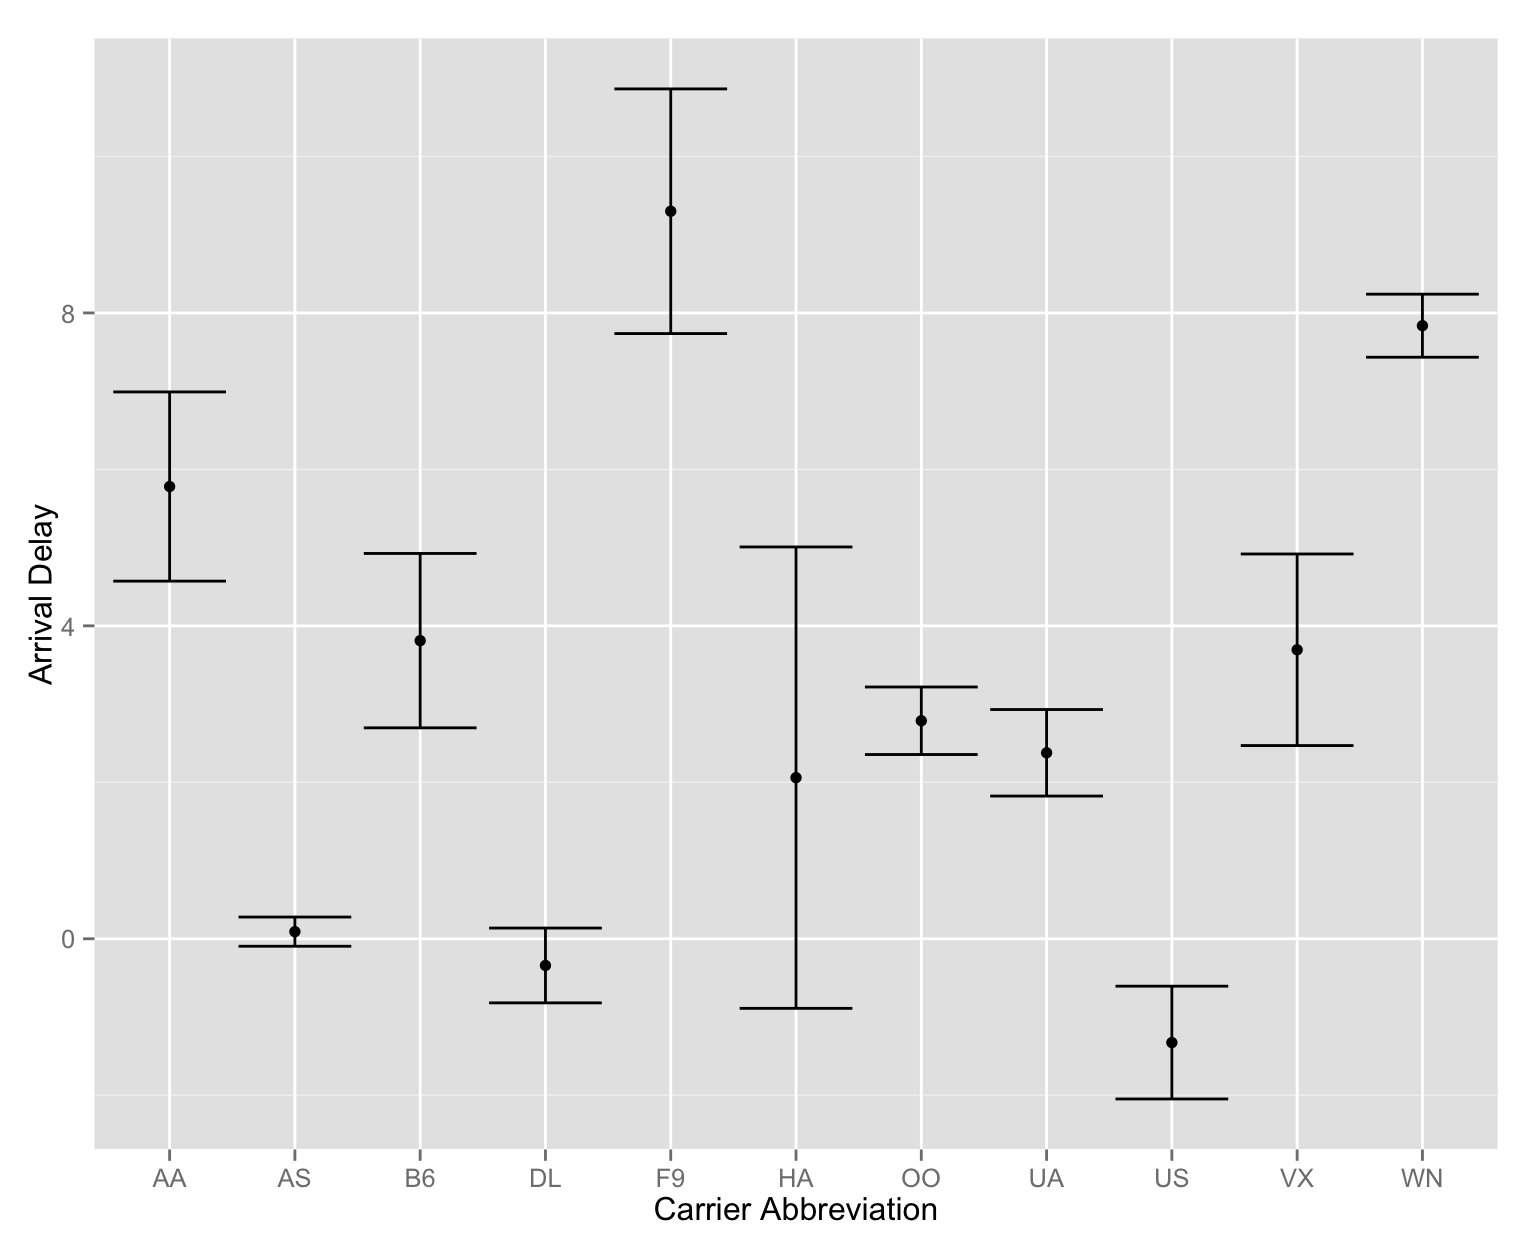 Arrival Delay
8
4
0
AA AS B6 DL F9 HA OO UA US VX WN
Carrier Abbreviation